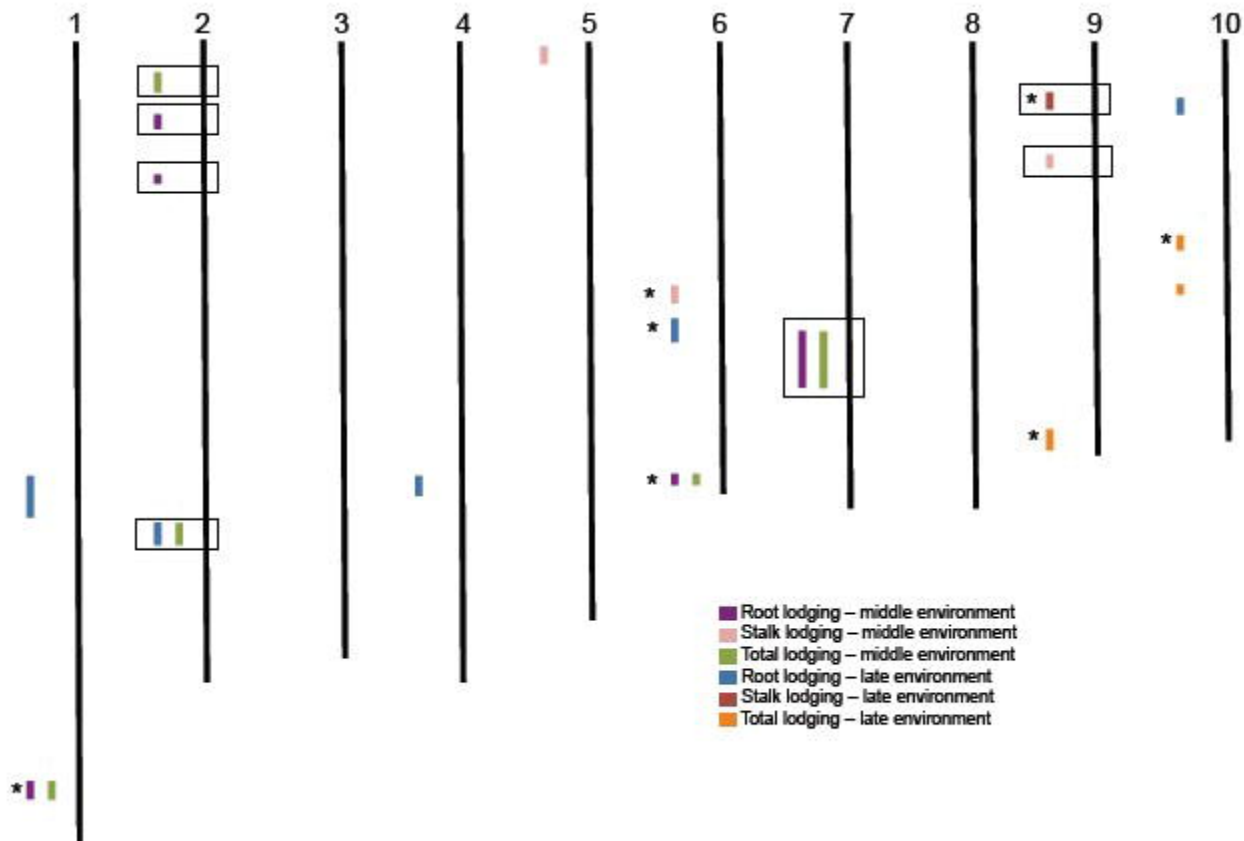 1 2 3 4 5 6 7 8 9 10
*
*
*
*
*
*
*
Root lodging – middle environment
Stalk lodging – middle environment
Total lodging – middle environment
Root lodging – late environment
Stalk lodging – late environment
Total lodging – late environment
*